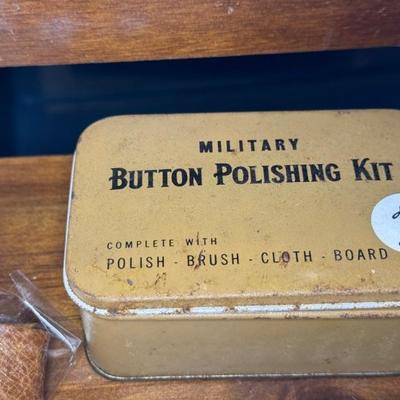 MILITARY
BUTTON POLISHING KIT
COMPLETE WITH
POLISH - BRUSH - CLOTH - BOARD